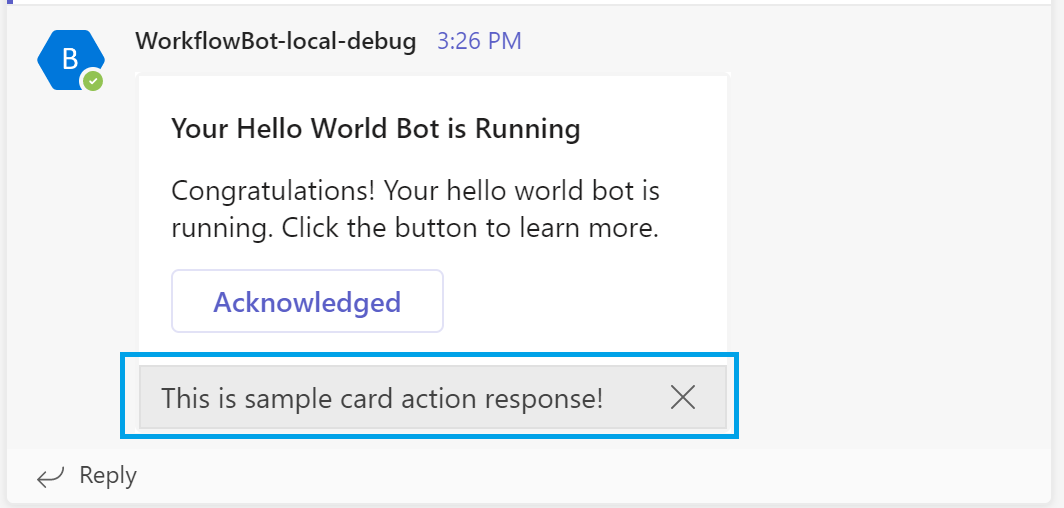 B
WorkflowBot-local-debug 3:26 PM
Your Hello World Bot is Running
Congratulations! Your hello world bot is
running. Click the button to learn more.
Acknowledged
This is sample card action response!
Reply